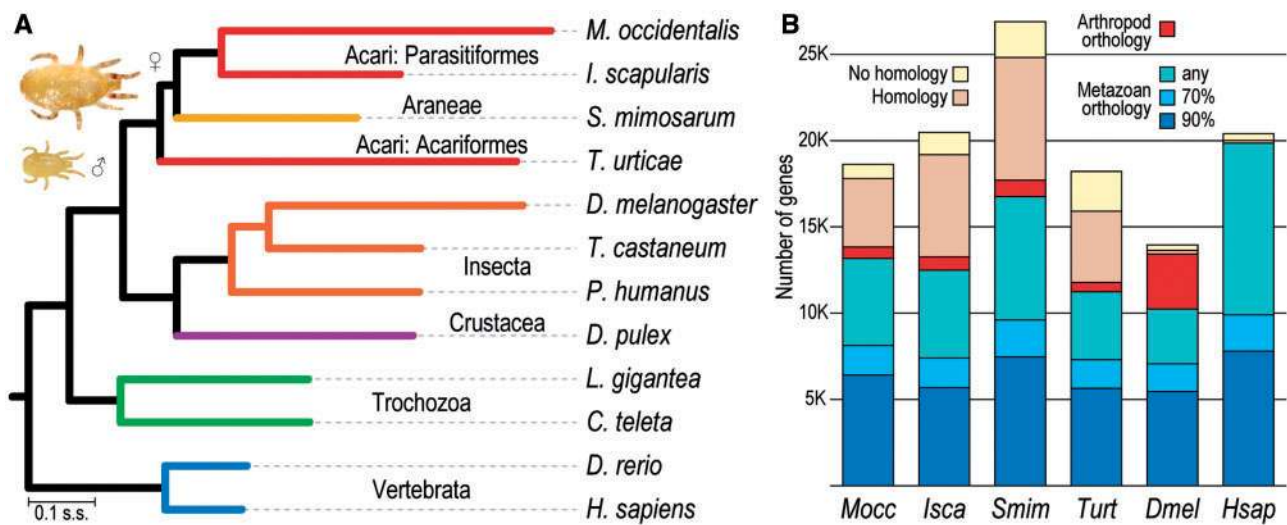 A
♀
♂
M. occidentalis
Acari: Parasitiformes
I. scapularis
Araneae
S. mimosarum
Acari: Acariformes
T. urticae
D. melanogaster
T. castaneum
Insecta
P. humanus
Crustacea
D. pulex
L. gigantea
Trochozoa
C. teleta
D. rerio
Vertebrata
H. sapiens
0.1 s.s.
B
Number of genes
25K
20K
15K
10K
5K
No homology
Homology
Arthropod
orthology
Metazoan
orthology
any
70%
90%
Mocc Isca Smim Turt Dmel Hsap